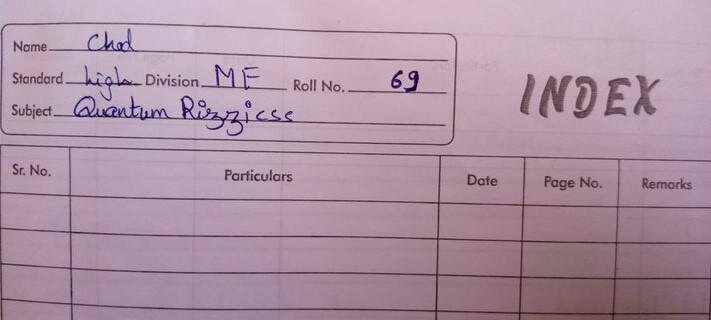 Name Chad
Standard high Division MF Roll No. 69
Subject Quantum Rizzicss
INDEX
Sr. No. Particulars Date Page No. Remarks